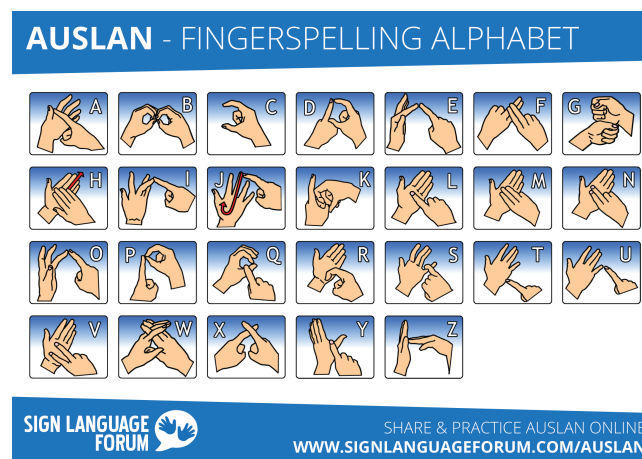 AUSLAN - FINGERSPELLING ALPHABET
A B C D E F G
H I J K L M N
O P Q R S T U
V W X Y Z
SIGN LANGUAGE
FORUM
SHARE & PRACTICE AUSLAN ONLINE
WWW.SIGNLANGUAGEFORUM.COM/AUSLAN